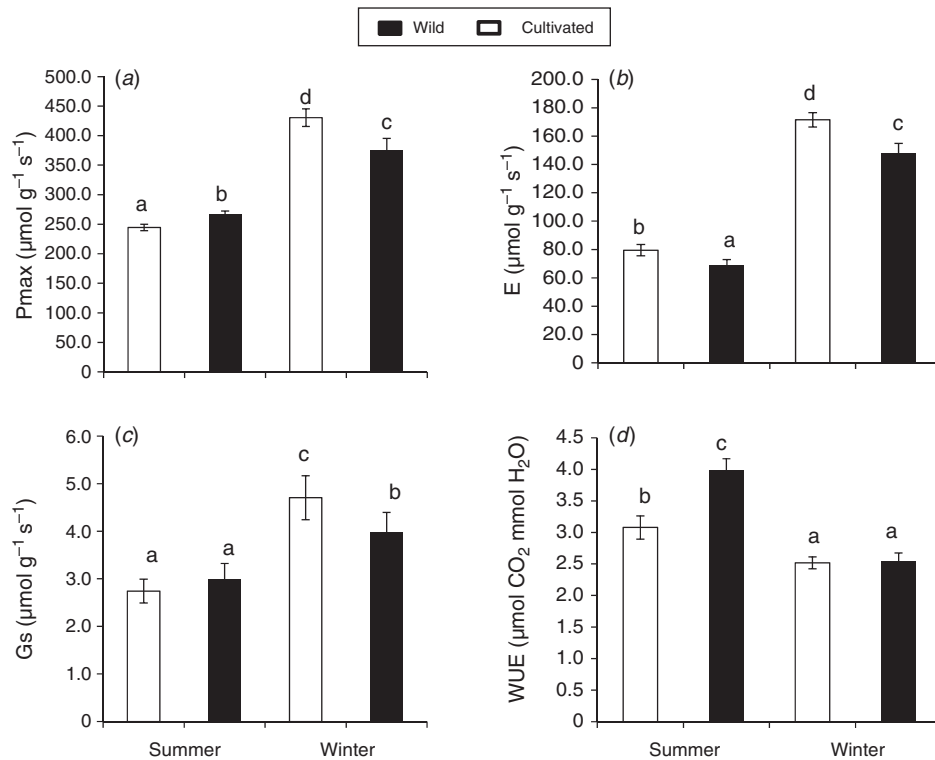 Wild Cultivated
(a)
Pmax (µmol g⁻¹ s⁻¹)
500.0
450.0
400.0
350.0
300.0
250.0
200.0
150.0
100.0
50.0
0
a
b
d
c
(b)
E (µmol g⁻¹ s⁻¹)
200.0
180.0
160.0
140.0
120.0
100.0
80.0
60.0
40.0
20.0
0
b
a
d
c
(c)
Gs (µmol g⁻¹ s⁻¹)
6.0
5.0
4.0
3.0
2.0
1.0
0
a
a
c
b
Summer Winter
(d)
WUE (µmol CO₂ mmol H₂O)
4.5
4.0
3.5
3.0
2.5
2.0
1.5
1.0
0.5
0
b
c
a
a
Summer Winter